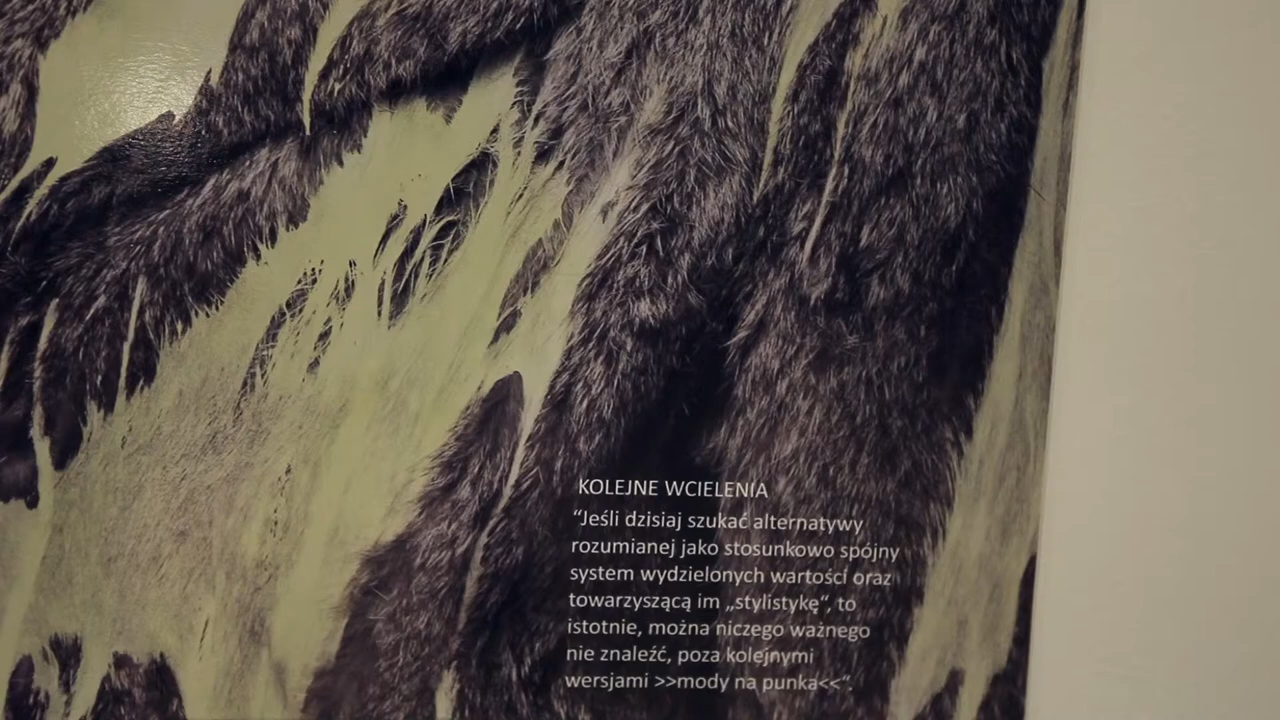 KOLEJNE WCIELENIA
“Jeśli dzisiaj szukać alternatywy
rozumianej jako stosunkowo spójny
system wydzielonych wartości oraz
towarzyszącą im „stylistykę“, to
istotnie, można niczego ważnego
nie znaleźć, poza kolejnymi
wersjami >>mody na punka<<“.